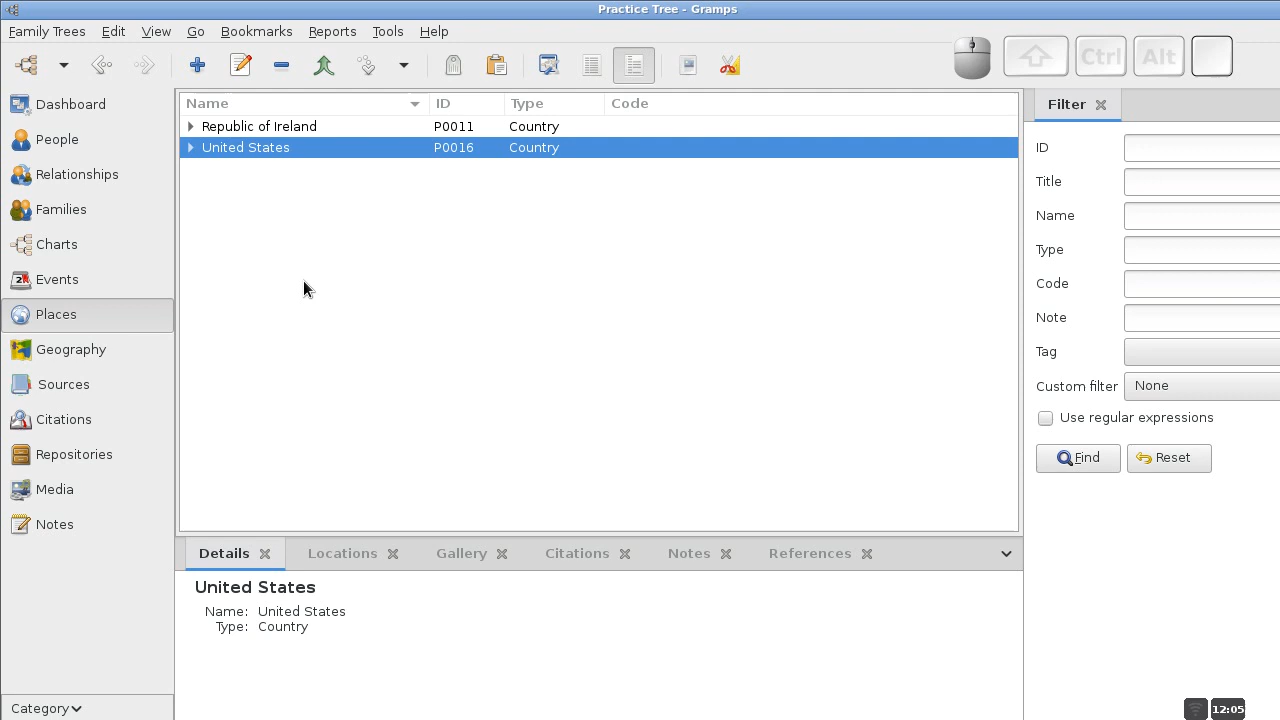 Practice Tree - Gramps
Family Trees Edit View Go Bookmarks Reports Tools Help
Ctrl Alt
Dashboard
People
Relationships
Families
Charts
Events
Places
Geography
Sources
Citations
Repositories
Media
Notes
Category
Name ID Type Code
Republic of Ireland P0011 Country
United States P0016 Country
Details Locations Gallery Citations Notes References
United States
Name: United States
Type: Country
Filter
ID
Title
Name
Type
Code
Note
Tag
Custom filter None
Use regular expressions
Find Reset
12:05